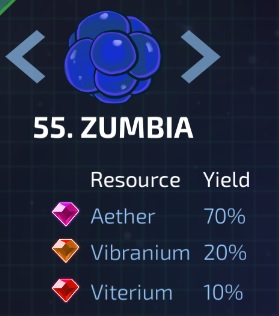 55. ZUMBIA
Resource Yield
Aether 70%
Vibranium 20%
Viterium 10%